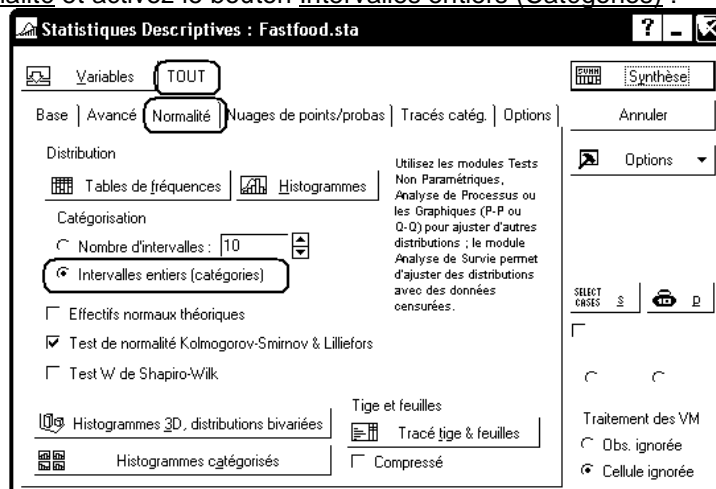 alité et activez le bouton Intervalles entiers (Catégories) :
Statistiques Descriptives : Fastfood.sta
Variables TOUT
Synthèse
Base Avancé Normalité Nuages de points/probas Tracés catég. Options
Annuler
Distribution
Tables de fréquences Histogrammes
Options
Catégorisation
Nombre d'intervalles : 10
Intervalles entiers (catégories)
Utilisez les modules Tests
Non Paramétriques,
Analyse de Processus ou
les Graphiques (P-P ou
Q-Q) pour ajuster d'autres
distributions ; le module
Analyse de Survie permet
d'ajuster des distributions
avec des données
censurées.
SELECT
CASES S D
Effectifs normaux théoriques
Test de normalité Kolmogorov-Smirnov & Lilliefors
Test W de Shapiro-Wilk
Histogrammes 3D, distributions bivariées
Histogrammes catégorisés
Tige et feuilles
Tracé tige & feuilles
Compressé
Traitement des VM
Obs. ignorée
Cellule ignorée